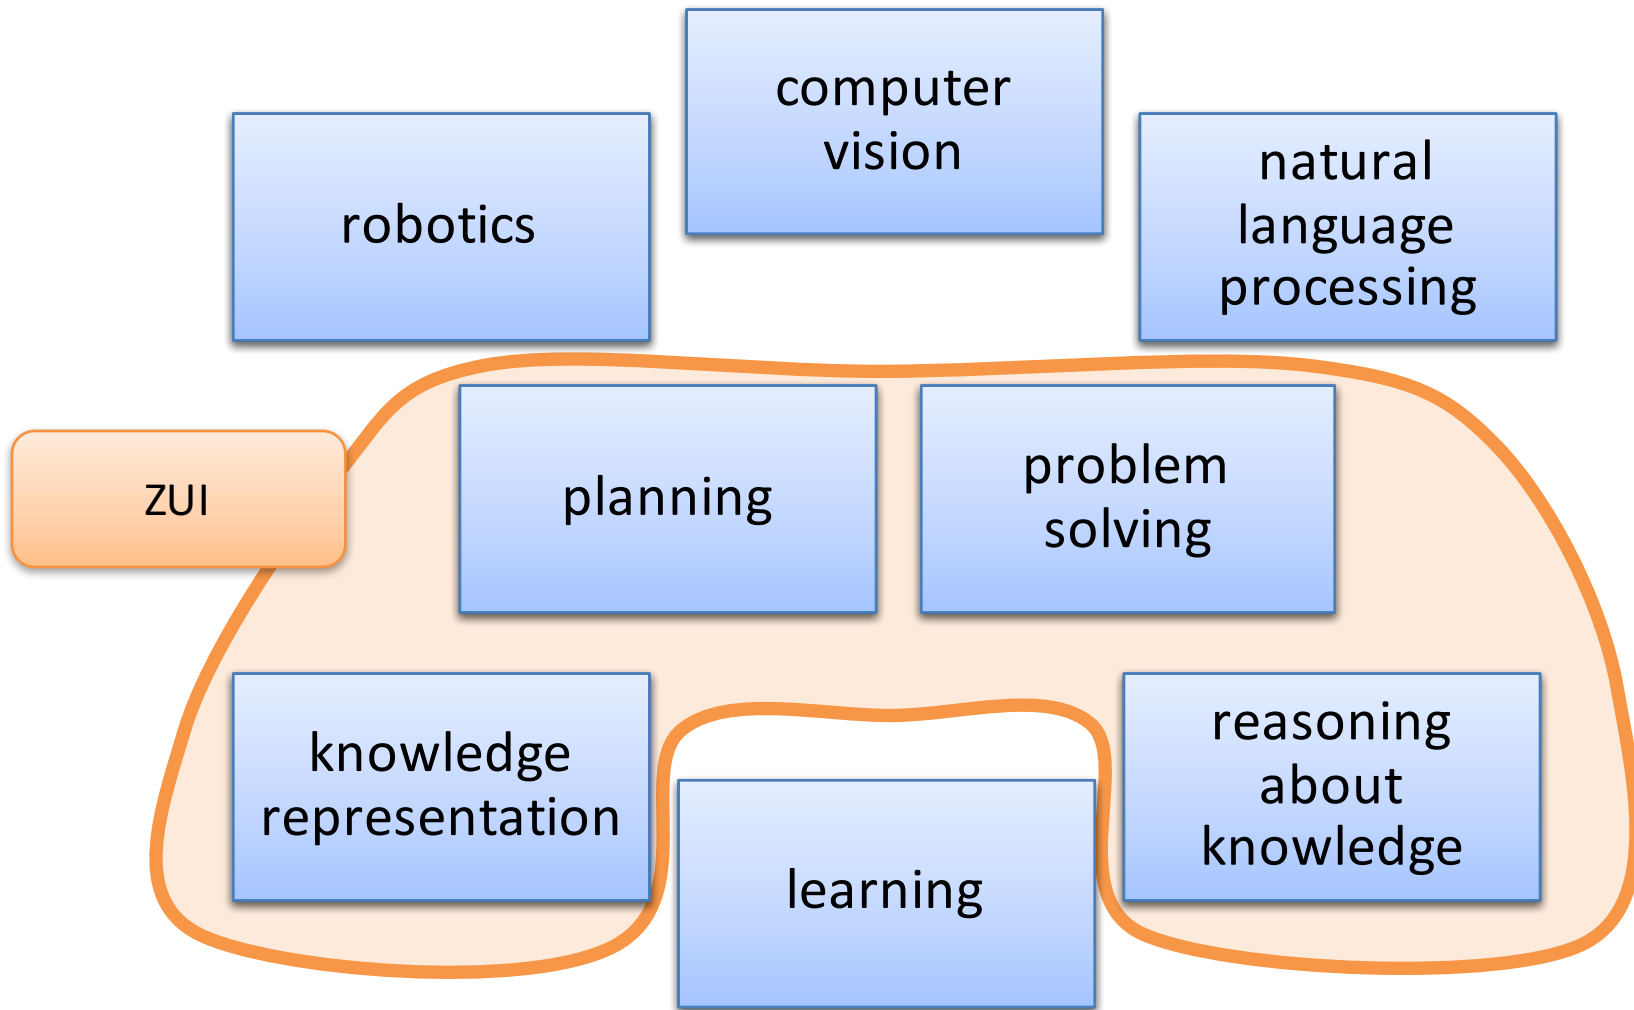 computer
vision
robotics
natural
language
processing
ZUI
planning
problem
solving
knowledge
representation
learning
reasoning
about
knowledge